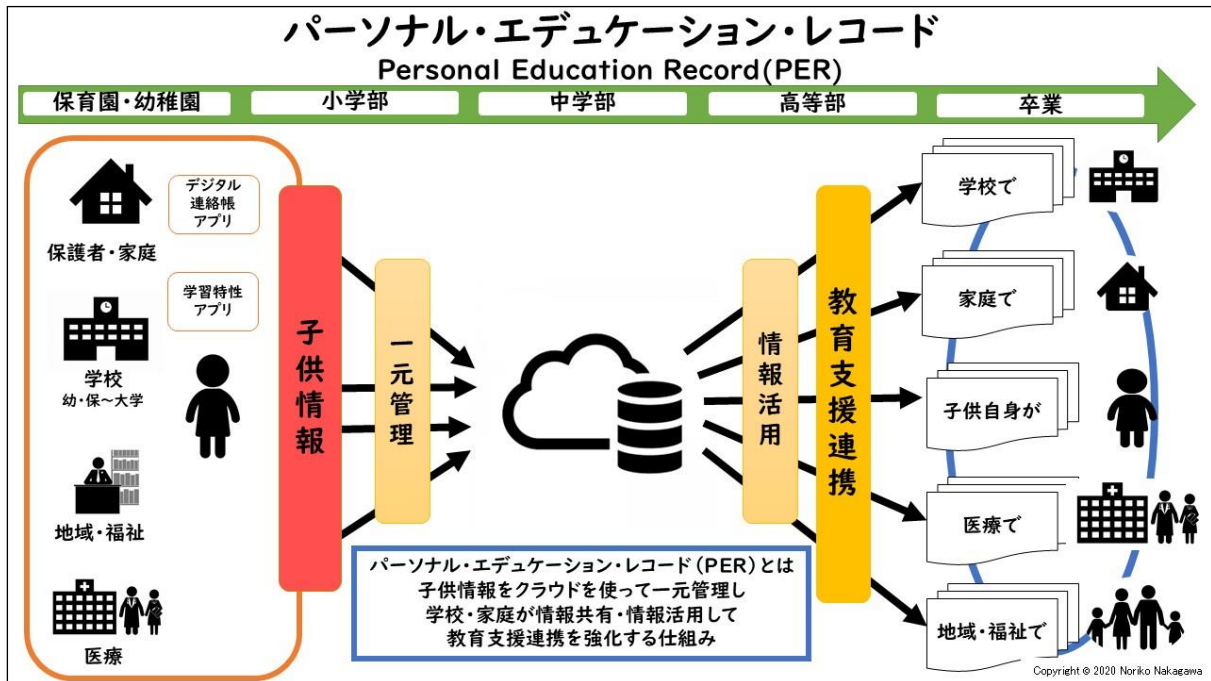 パーソナル・エデュケーション・レコード
Personal Education Record(PER)
保育園・幼稚園
小学部
中学部
高等部
卒業
デジタル
連絡帳
アプリ
保護者・家庭
学習特性
アプリ
学校
幼・保～大学
地域・福祉
医療
子供情報
一元管理
情報活用
教育支援連携
学校で
家庭で
子供自身が
医療で
地域・福祉で
パーソナル・エデュケーション・レコード(PER)とは
子供情報をクラウドを使って一元管理し
学校・家庭が情報共有・情報活用して
教育支援連携を強化する仕組み
Copyright © 2020 Noriko Nakagawa